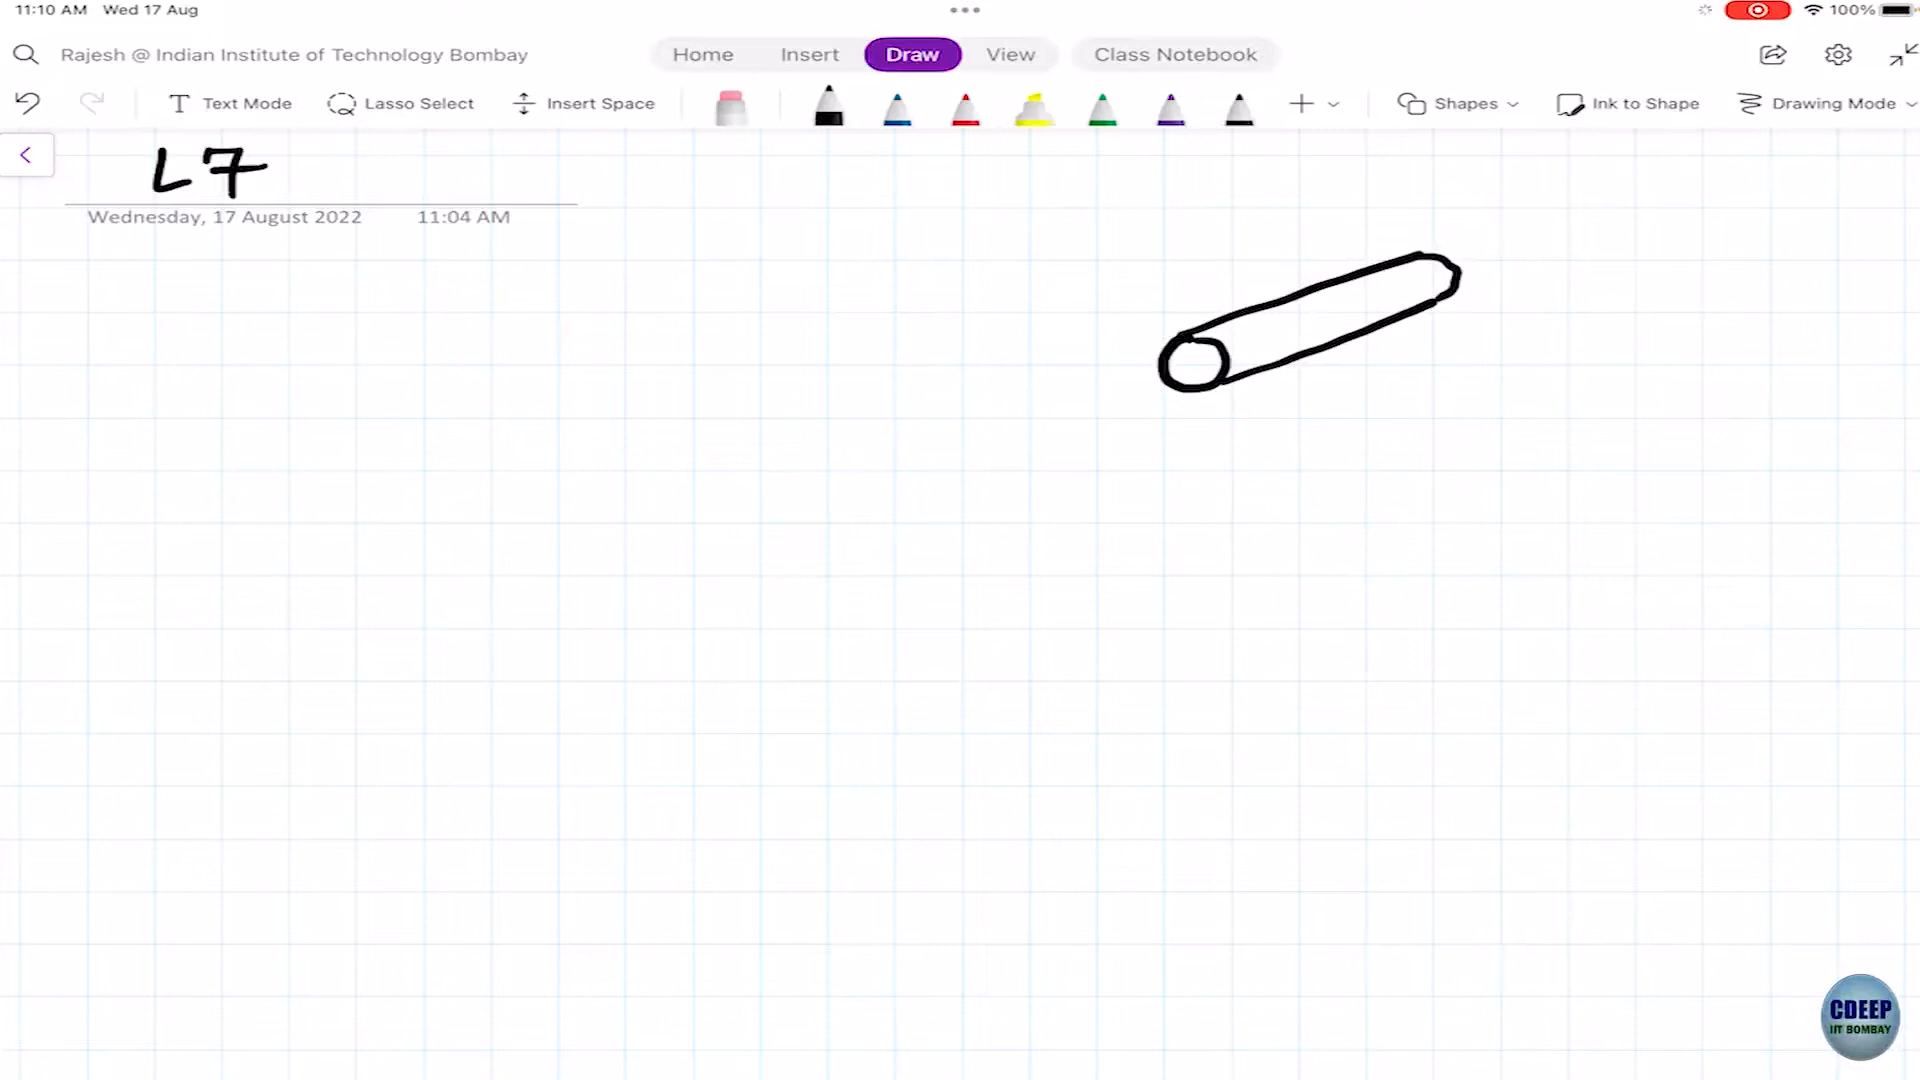 11:10 AM Wed 17 Aug
100%
Rajesh @ Indian Institute of Technology Bombay
Home Insert Draw View Class Notebook
Text Mode Lasso Select Insert Space Shapes Ink to Shape Drawing Mode
L7
Wednesday, 17 August 2022 11:04 AM
CDEEP
IIT BOMBAY